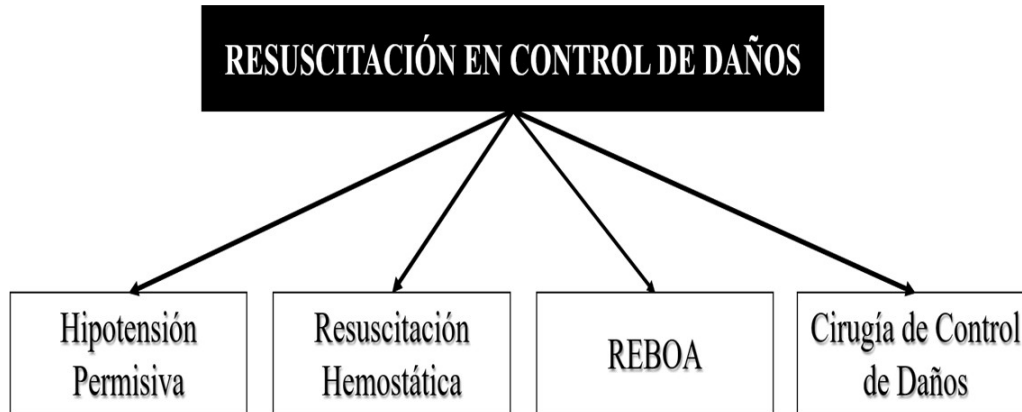 RESUSCITACIÓN EN CONTROL DE DAÑOS
Hipotensión
Permisiva
Resuscitación
Hemostática
REBOA
Cirugía de Control
de Daños